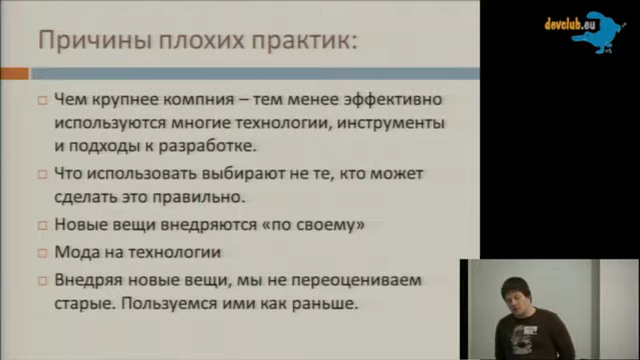 Причины плохих практик:
devclub.eu
Чем крупнее компния – тем менее эффективно
используются многие технологии, инструменты
и подходы к разработке.
Что использовать выбирают не те, кто может
сделать это правильно.
Новые вещи внедряются «по своему»
Мода на технологии
Внедряя новые вещи, мы не переоцениваем
старые. Пользуемся ими как раньше.